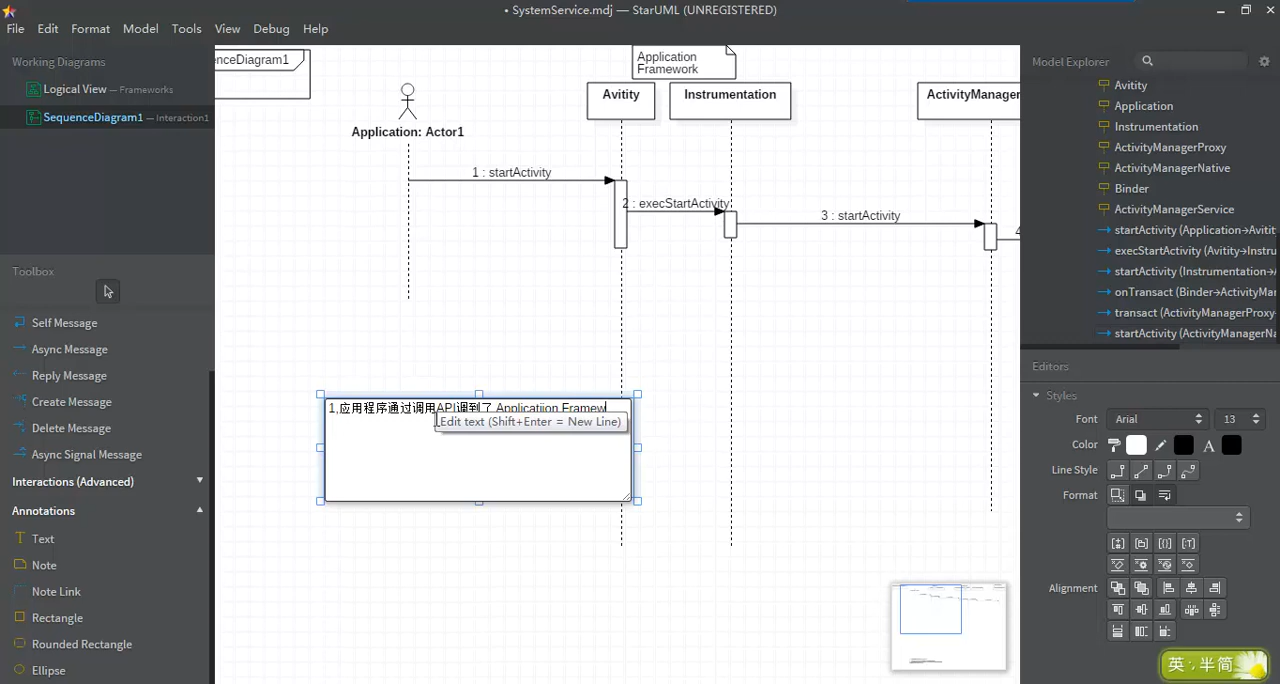 • SystemService.mdj — StarUML (UNREGISTERED)
File Edit Format Model Tools View Debug Help
Working Diagrams
Logical View — Frameworks
SequenceDiagram1 — Interaction1
Toolbox
Self Message
Async Message
Reply Message
Create Message
Delete Message
Async Signal Message
Interactions (Advanced)
Annotations
Text
Note
Note Link
Rectangle
Rounded Rectangle
Ellipse
enceDiagram1
Application
Framework
Avitity
Instrumentation
ActivityManager
Application: Actor1
1 : startActivity
2 : execStartActivity
3 : startActivity
4
1,应用程序通过调用API调到了 Applicatiion Framew
Edit text (Shift+Enter = New Line)
Model Explorer
Avitity
Application
Instrumentation
ActivityManagerProxy
ActivityManagerNative
Binder
ActivityManagerService
startActivity (Application→Avitit
execStartActivity (Avitity→Instru
startActivity (Instrumentation→A
onTransact (Binder→ActivityMar
transact (ActivityManagerProxy-
startActivity (ActivityManagerNa
Editors
Styles
Font Arial 13
Color
Line Style
Format
Alignment
英 半简